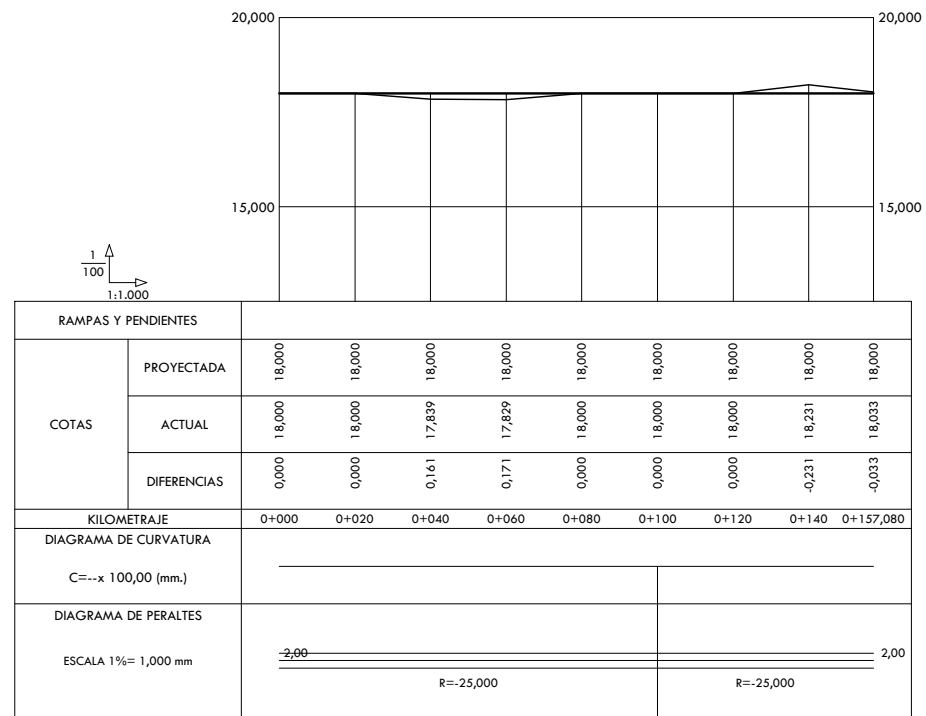 20,000 20,000
15,000 15,000
1
100
1:1.000
RAMPAS Y PENDIENTES
COTAS
PROYECTADA 18,000 18,000 18,000 18,000 18,000 18,000 18,000 18,000 18,000
ACTUAL 18,000 18,000 17,839 17,829 18,000 18,000 18,000 18,231 18,033
DIFERENCIAS 0,000 0,000 0,161 0,171 0,000 0,000 0,000 -0,231 -0,033
KILOMETRAJE 0+000 0+020 0+040 0+060 0+080 0+100 0+120 0+140 0+157,080
DIAGRAMA DE CURVATURA
C=--x 100,00 (mm.)
DIAGRAMA DE PERALTES
ESCALA 1%= 1,000 mm
2,00 2,00
R=-25,000 R=-25,000